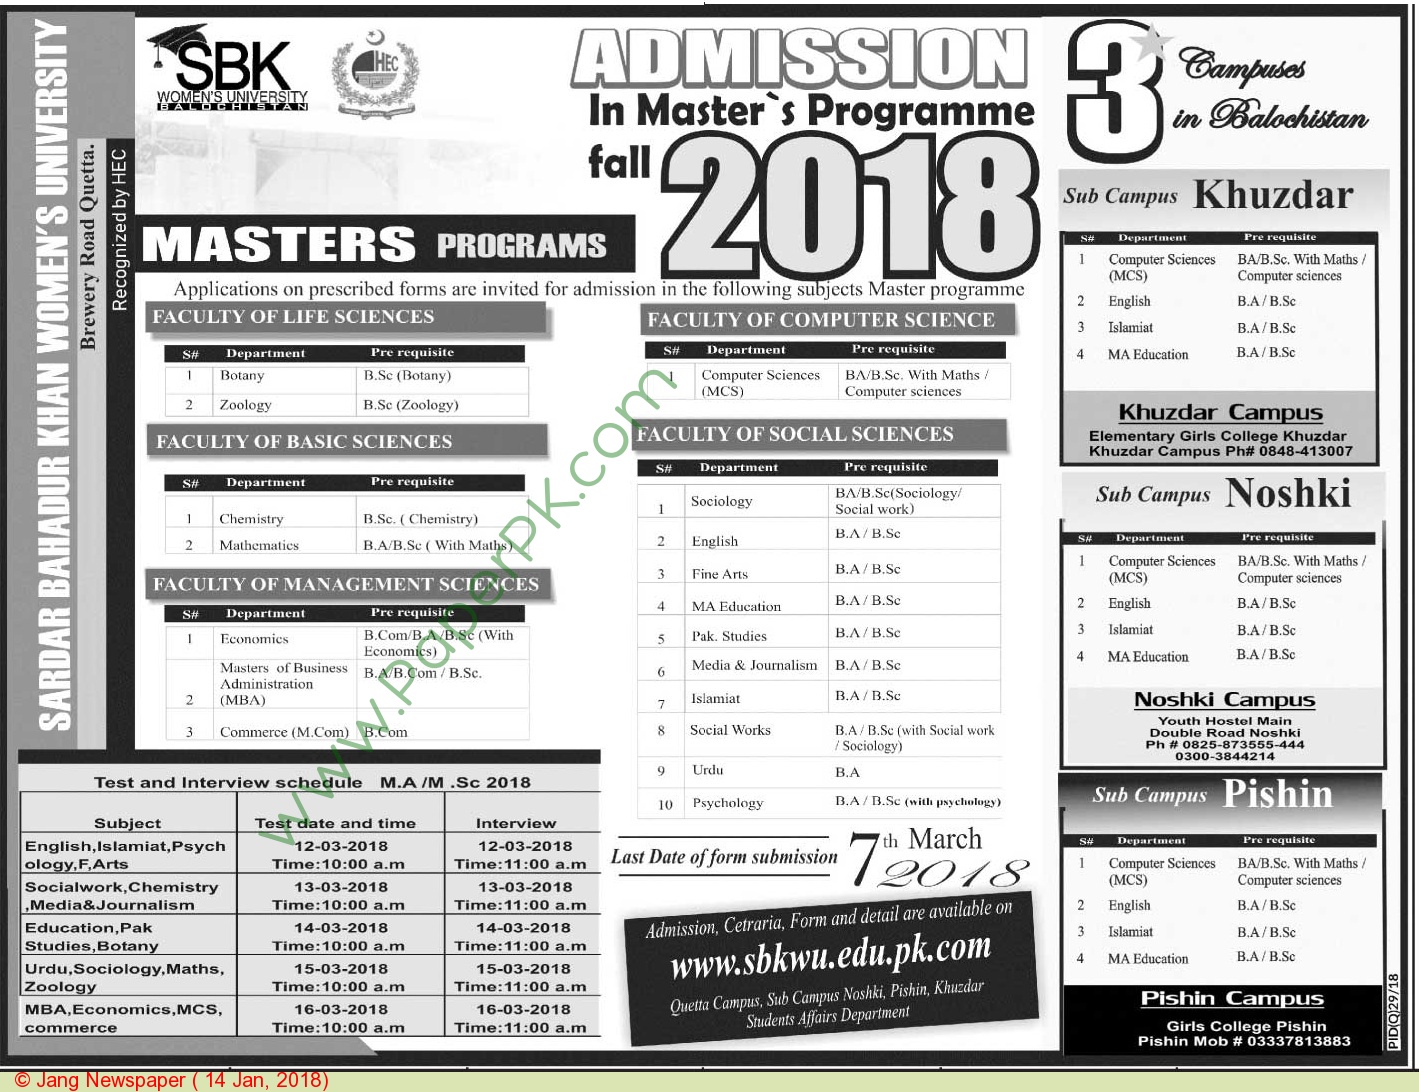 SARDAR BAHADUR KHAN WOMEN'S UNIVERSITY
Brewery Road Quetta.
Recognized by HEC
SBK
WOMEN'S UNIVERSITY
BALOCHISTAN
HEC
ADMISSION
In Master`s Programme
fall 2018
MASTERS PROGRAMS
Applications on prescribed forms are invited for admission in the following subjects Master programme
FACULTY OF LIFE SCIENCES
S# Department Pre requisite
1 Botany B.Sc (Botany)
2 Zoology B.Sc (Zoology)
FACULTY OF BASIC SCIENCES
S# Department Pre requisite
1 Chemistry B.Sc. ( Chemistry)
2 Mathematics B.A/B.Sc ( With Maths)
FACULTY OF MANAGEMENT SCIENCES
S# Department Pre requisite
1 Economics B.Com/B.A /B.Sc (With
Economics)
Masters of Business B.A/B.Com / B.Sc.
Administration
2 (MBA)
3 Commerce (M.Com) B.Com
FACULTY OF COMPUTER SCIENCE
S# Department Pre requisite
1 Computer Sciences BA/B.Sc. With Maths /
(MCS) Computer sciences
FACULTY OF SOCIAL SCIENCES
S# Department Pre requisite
1 Sociology BA/B.Sc(Sociology/
Social work)
2 English B.A / B.Sc
3 Fine Arts B.A / B.Sc
4 MA Education B.A / B.Sc
5 Pak. Studies B.A / B.Sc
6 Media & Journalism B.A / B.Sc
7 Islamiat B.A / B.Sc
8 Social Works B.A / B.Sc (with Social work
/ Sociology)
9 Urdu B.A
10 Psychology B.A / B.Sc (with psychology)
Test and Interview schedule M.A /M .Sc 2018
Subject Test date and time Interview
English,Islamiat,Psych 12-03-2018 12-03-2018
ology,F,Arts Time:10:00 a.m Time:11:00 a.m
Socialwork,Chemistry 13-03-2018 13-03-2018
,Media&Journalism Time:10:00 a.m Time:11:00 a.m
Education,Pak 14-03-2018 14-03-2018
Studies,Botany Time:10:00 a.m Time:11:00 a.m
Urdu,Sociology,Maths, 15-03-2018 15-03-2018
Zoology Time:10:00 a.m Time:11:00 a.m
MBA,Economics,MCS, 16-03-2018 16-03-2018
commerce Time:10:00 a.m Time:11:00 a.m
Last Date of form submission 7th March
2018
Admission, Cetraria, Form and detail are available on
www.sbkwu.edu.pk.com
Quetta Campus, Sub Campus Noshki, Pishin, Khuzdar
Students Affairs Department
3 Campuses
in Balochistan
Sub Campus Khuzdar
S# Department Pre requisite
1 Computer Sciences BA/B.Sc. With Maths /
(MCS) Computer sciences
2 English B.A / B.Sc
3 Islamiat B.A / B.Sc
4 MA Education B.A / B.Sc
Khuzdar Campus
Elementary Girls College Khuzdar
Khuzdar Campus Ph# 0848-413007
Sub Campus Noshki
S# Department Pre requisite
1 Computer Sciences BA/B.Sc. With Maths /
(MCS) Computer sciences
2 English B.A / B.Sc
3 Islamiat B.A / B.Sc
4 MA Education B.A / B.Sc
Noshki Campus
Youth Hostel Main
Double Road Noshki
Ph # 0825-873555-444
0300-3844214
Sub Campus Pishin
S# Department Pre requisite
1 Computer Sciences BA/B.Sc. With Maths /
(MCS) Computer sciences
2 English B.A / B.Sc
3 Islamiat B.A / B.Sc
4 MA Education B.A / B.Sc
Pishin Campus
Girls College Pishin
Pishin Mob # 03337813883
PID(Q)29/18
www.PaperPK.com
© Jang Newspaper ( 14 Jan, 2018)